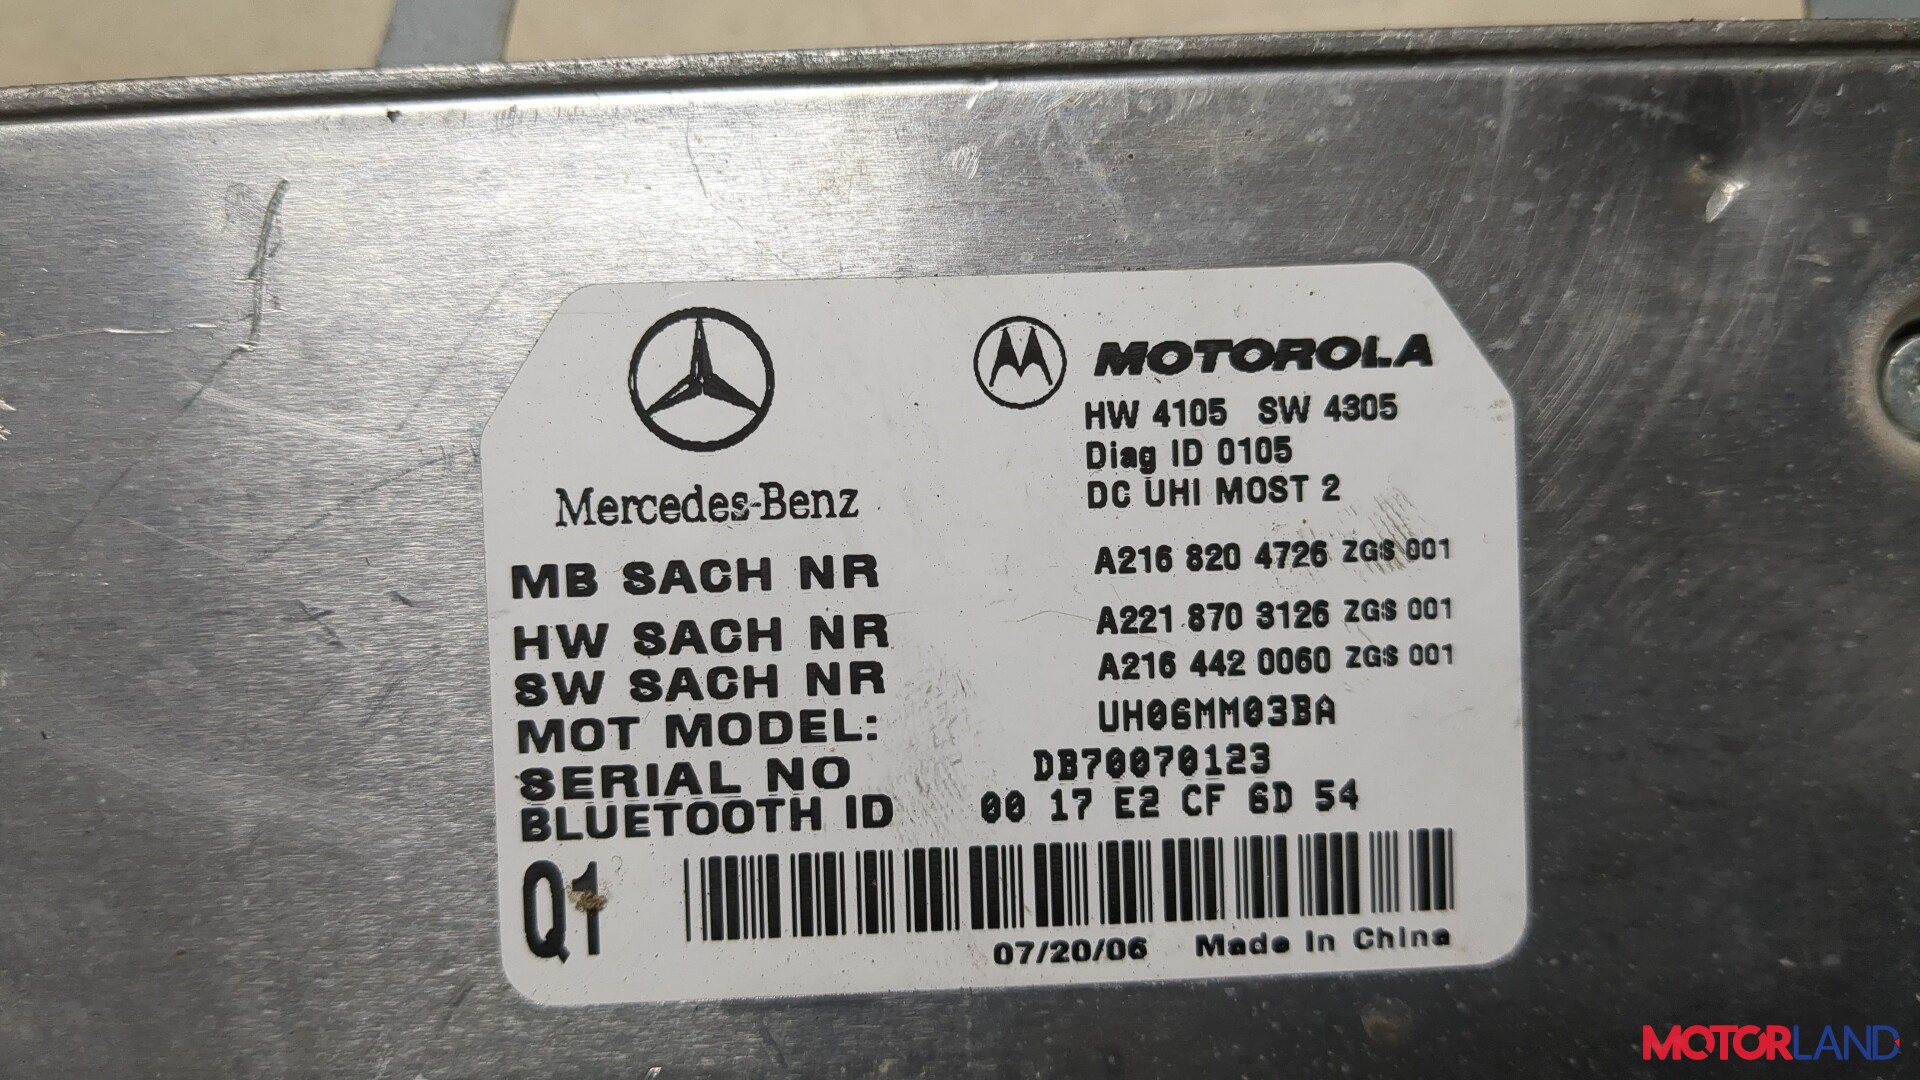 MOTOROLA
HW 4105 SW 4305
Diag ID 0105
DC UHI MOST 2
Mercedes-Benz
MB SACH NR A216 820 4726 ZGS 001
HW SACH NR A221 870 3126 ZGS 001
SW SACH NR A216 442 0060 ZGS 001
MOT MODEL: UH06MM03BA
SERIAL NO DB70070123
BLUETOOTH ID 00 17 E2 CF 6D 54
Q1
07/20/06 Made In China
MOTORLAND